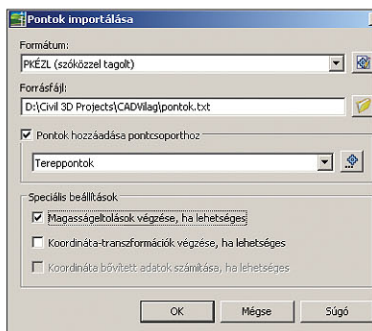 Pontok importálása
Formátum:
PKÉZL (szóközzel tagolt)
Forrásfájl:
D:\Civil 3D Projects\CADVilag\pontok.txt
Pontok hozzáadása pontcsoporthoz
Tereppontok
Speciális beállítások
Magasságeltolások végzése, ha lehetséges
Koordináta-transzformációk végzése, ha lehetséges
Koordináta bővített adatok számítása, ha lehetséges
OK Mégse Súgó